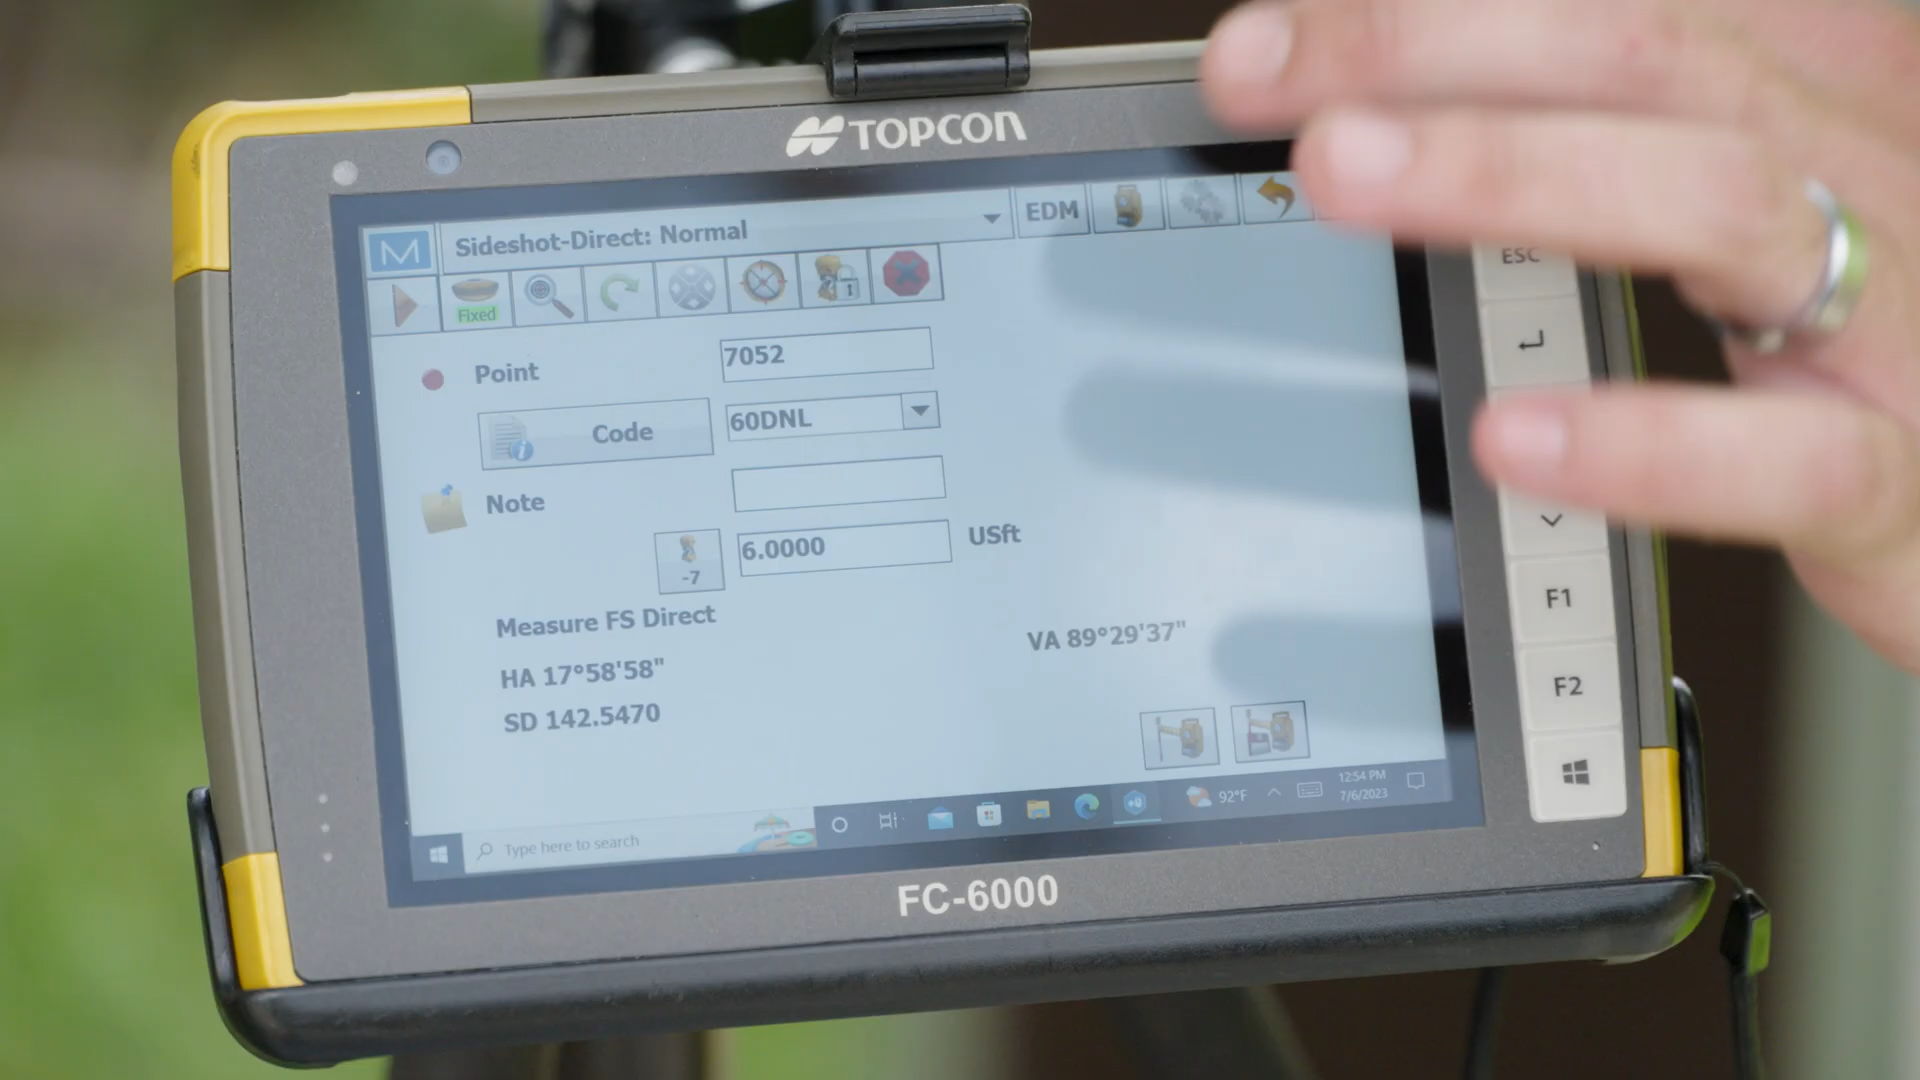 TOPCON
Sideshot-Direct: Normal
EDM
Fixed
Point
7052
Code
60DNL
Note
-7
6.0000
USft
Measure FS Direct
HA 17°58'58"
VA 89°29'37"
SD 142.5470
Type here to search
92°F
12:54 PM
7/6/2023
ESC
F1
F2
FC-6000